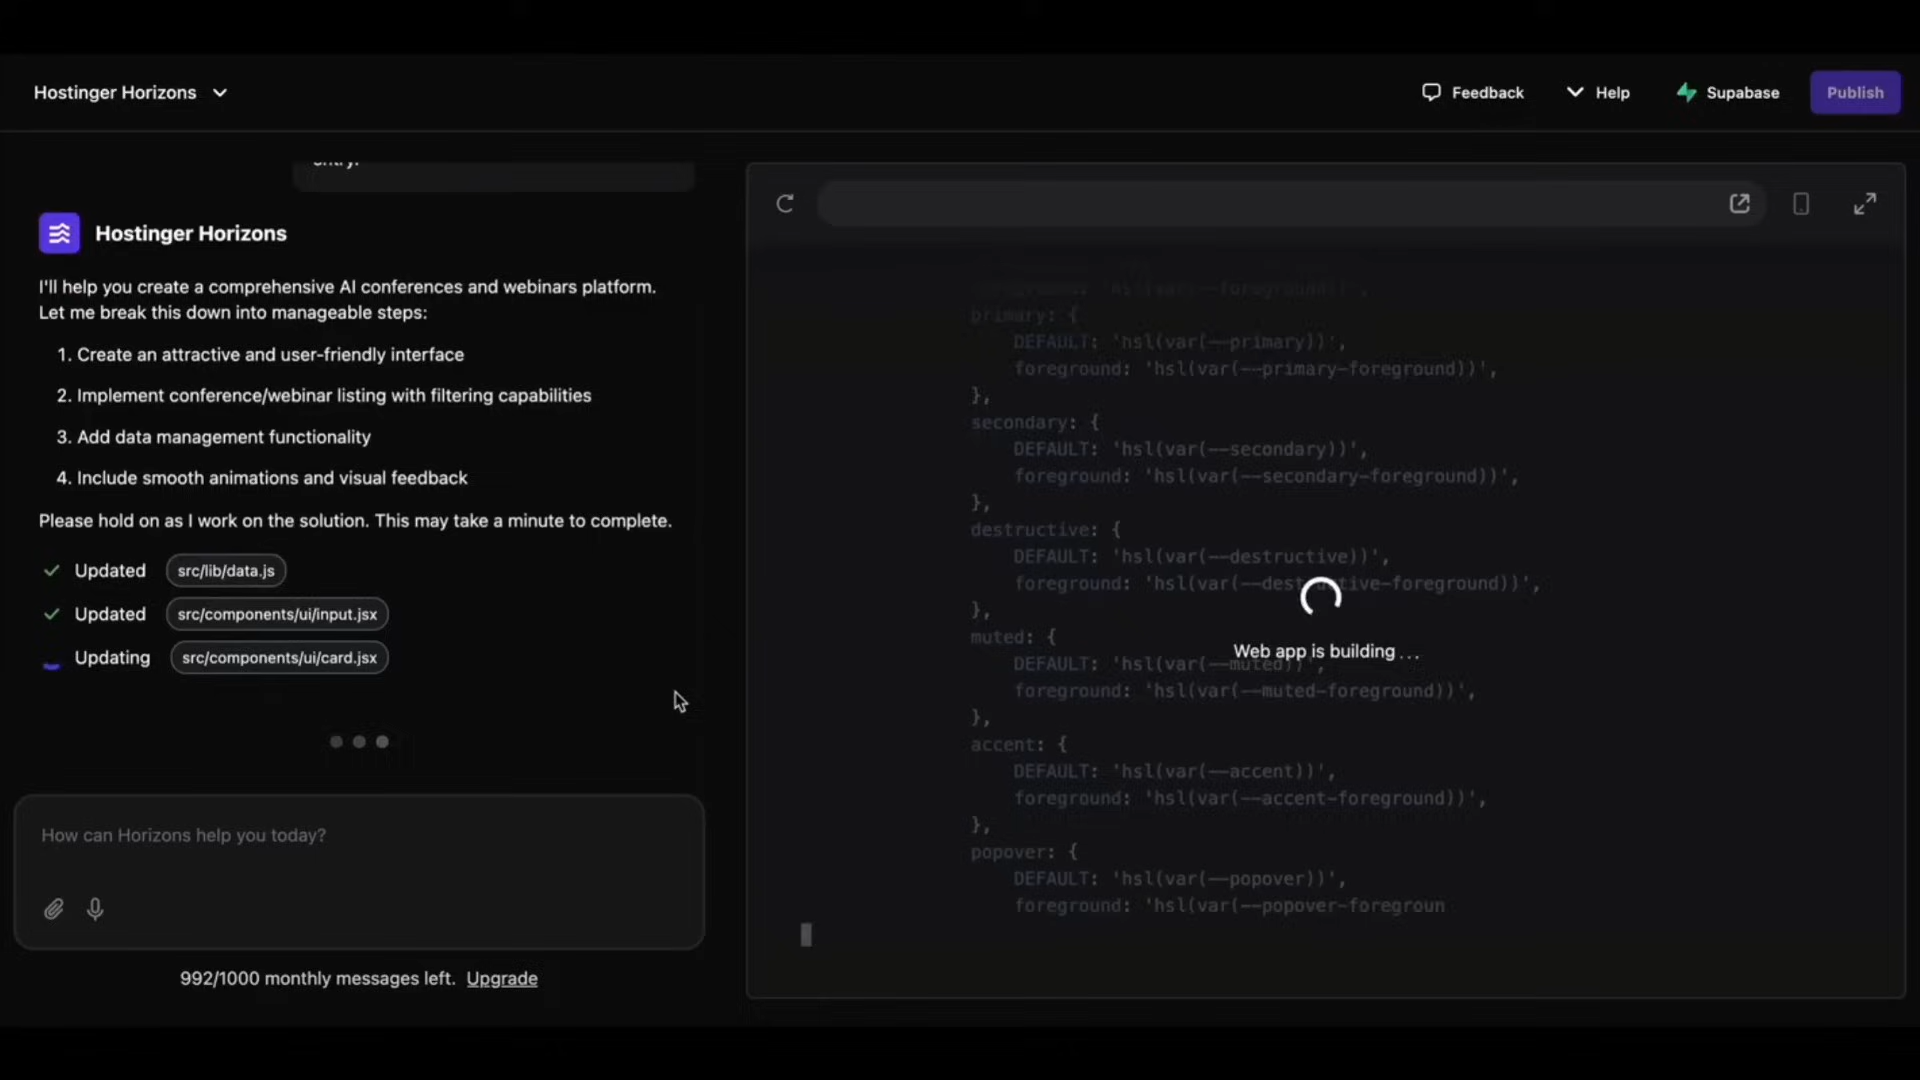 Hostinger Horizons
Feedback
Help
Supabase
Publish
entry.
Hostinger Horizons
I'll help you create a comprehensive AI conferences and webinars platform.
Let me break this down into manageable steps:
1. Create an attractive and user-friendly interface
2. Implement conference/webinar listing with filtering capabilities
3. Add data management functionality
4. Include smooth animations and visual feedback
Please hold on as I work on the solution. This may take a minute to complete.
Updated src/lib/data.js
Updated src/components/ui/input.jsx
Updating src/components/ui/card.jsx
How can Horizons help you today?
992/1000 monthly messages left. Upgrade
primary: {
DEFAULT: 'hsl(var(--primary))',
foreground: 'hsl(var(--primary-foreground))',
},
secondary: {
DEFAULT: 'hsl(var(--secondary))',
foreground: 'hsl(var(--secondary-foreground))',
},
destructive: {
DEFAULT: 'hsl(var(--destructive))',
foreground: 'hsl(var(--destructive-foreground))',
},
muted: {
Web app is building ...
DEFAULT: 'hsl(var(--muted))',
foreground: 'hsl(var(--muted-foreground))',
},
accent: {
DEFAULT: 'hsl(var(--accent))',
foreground: 'hsl(var(--accent-foreground))',
},
popover: {
DEFAULT: 'hsl(var(--popover))',
foreground: 'hsl(var(--popover-foregroun